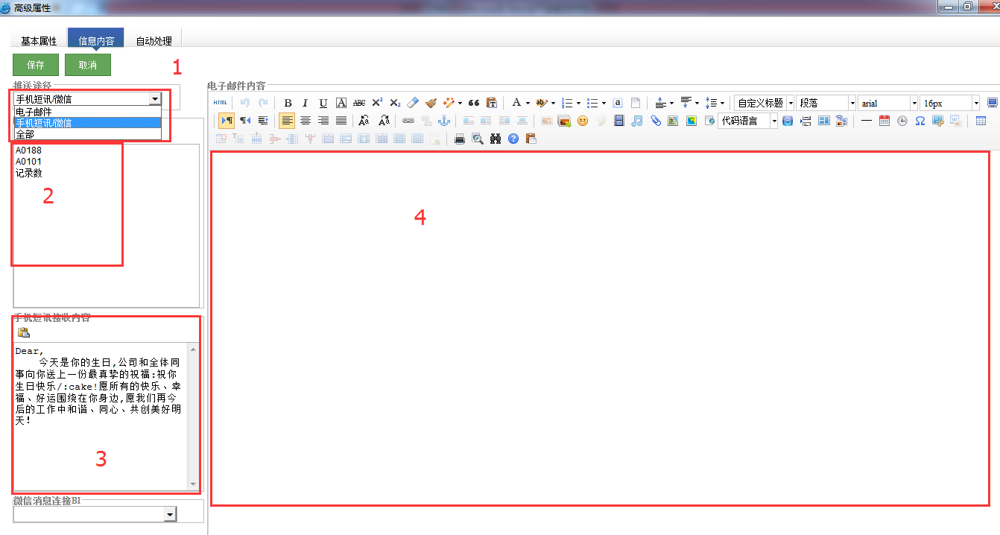 高级属性
基本属性 信息内容 自动处理
保存 取消
1
推送途径
手机短讯/微信
电子邮件
手机短讯/微信
全部
A0188
A0101
记录数
2
手机短讯接收内容
Dear,
今天是你的生日,公司和全体同
事向你送上一份最真挚的祝福:祝你
生日快乐/:cake!愿所有的快乐、幸
福、好运围绕在你身边,愿我们再今
后的工作中和谐、同心、共创美好明
天!
3
微信消息连接BI
电子邮件内容
HTML B I U A ABC X² X₂ A ab a 自定义标题 段落 arial 16px
代码语言
4